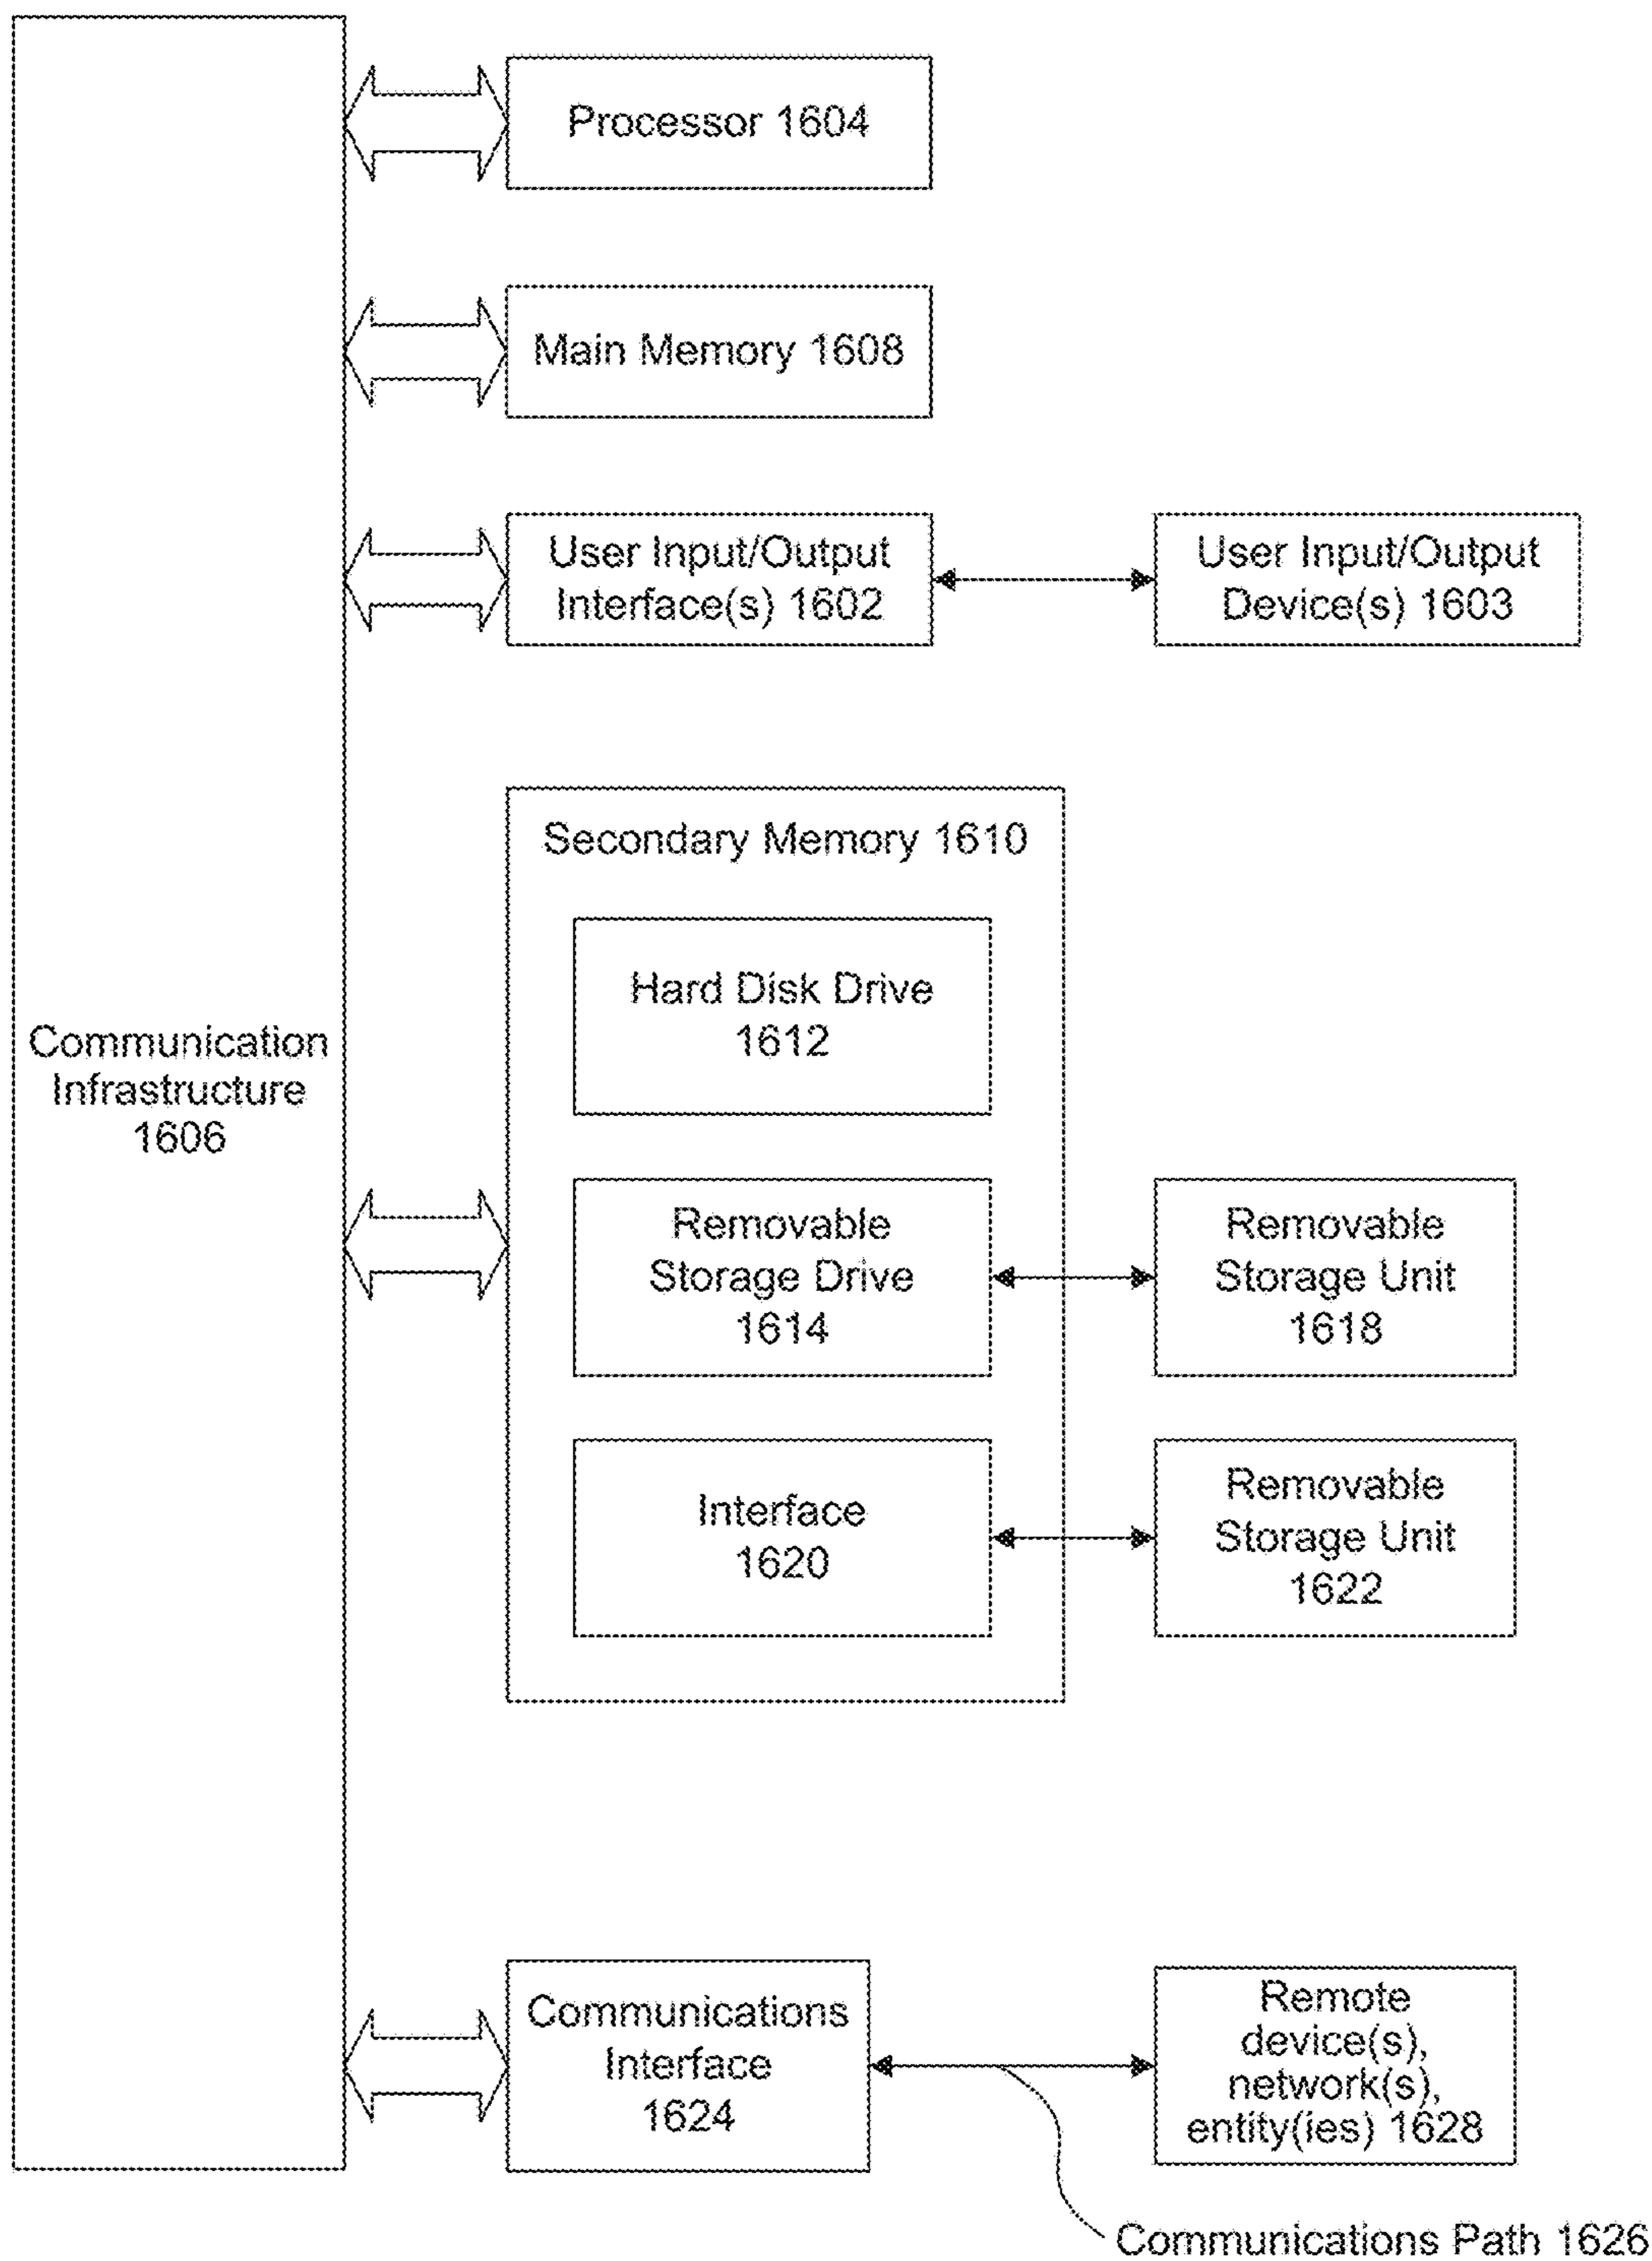 Processor 1604
Main Memory 1608
User Input/Output
Interface(s) 1602
User Input/Output
Device(s) 1603
Secondary Memory 1610
Hard Disk Drive
1612
Communication
Infrastructure
1606
Removable
Storage Drive
1614
Removable
Storage Unit
1618
Interface
1620
Removable
Storage Unit
1622
Communications
Interface
1624
Remote
device(s),
network(s),
entity(ies) 1628
Communications Path 1626